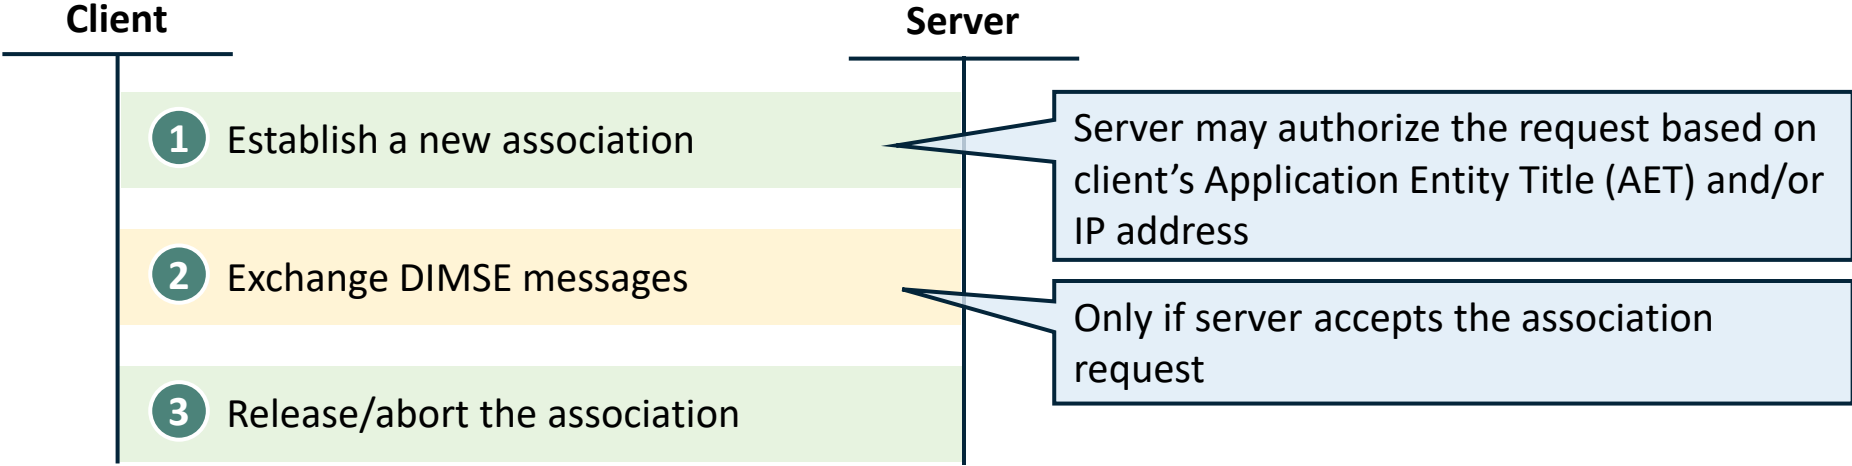 Client
Server
1 Establish a new association
Server may authorize the request based on
client’s Application Entity Title (AET) and/or
IP address
2 Exchange DIMSE messages
Only if server accepts the association
request
3 Release/abort the association